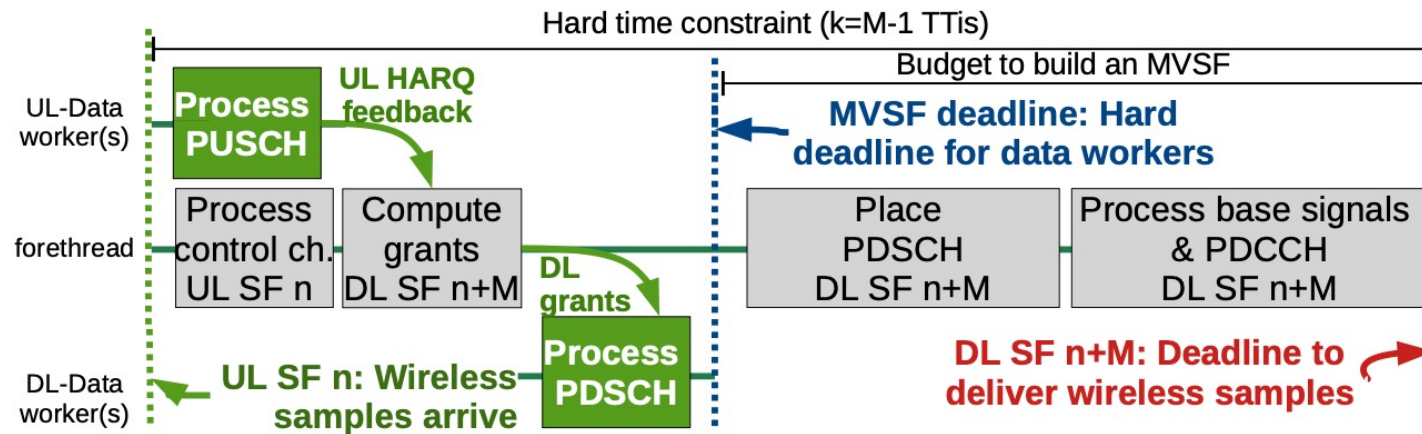 Hard time constraint (k=M-1 TTis)
Budget to build an MVSF
UL-Data
worker(s)
Process
PUSCH
UL HARQ
feedback
MVSF deadline: Hard
deadline for data workers
forethread
Process
control ch.
UL SF n
Compute
grants
DL SF n+M
Place
PDSCH
DL SF n+M
Process base signals
& PDCCH
DL SF n+M
DL
grants
DL-Data
worker(s)
UL SF n: Wireless
samples arrive
Process
PDSCH
DL SF n+M: Deadline to
deliver wireless samples